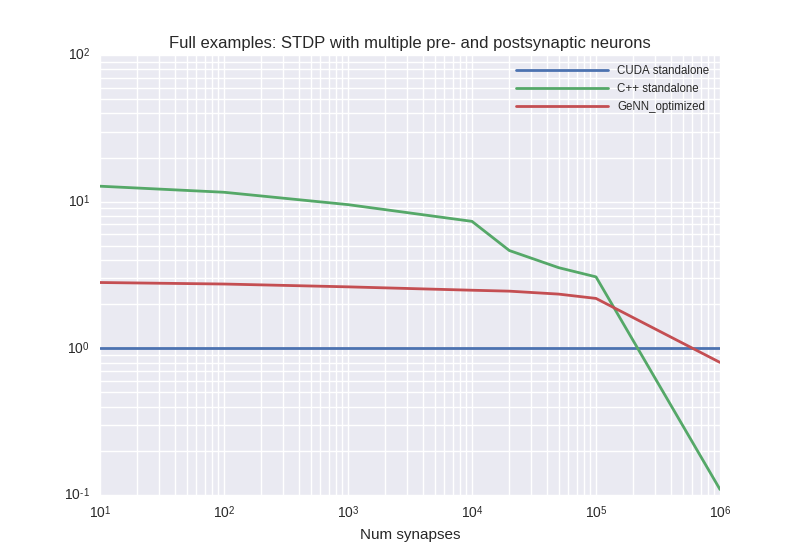 Full examples: STDP with multiple pre- and postsynaptic neurons
CUDA standalone
C++ standalone
GeNN_optimized
10²
10¹
10⁰
10⁻¹
10¹ 10² 10³ 10⁴ 10⁵ 10⁶
Num synapses